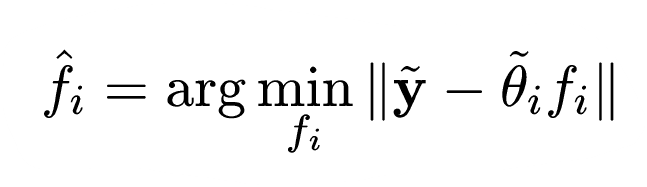 $\hat{f}_i = \arg\min_{f_i} \|\tilde{\mathbf{y}} - \tilde{\theta}_i f_i\|$